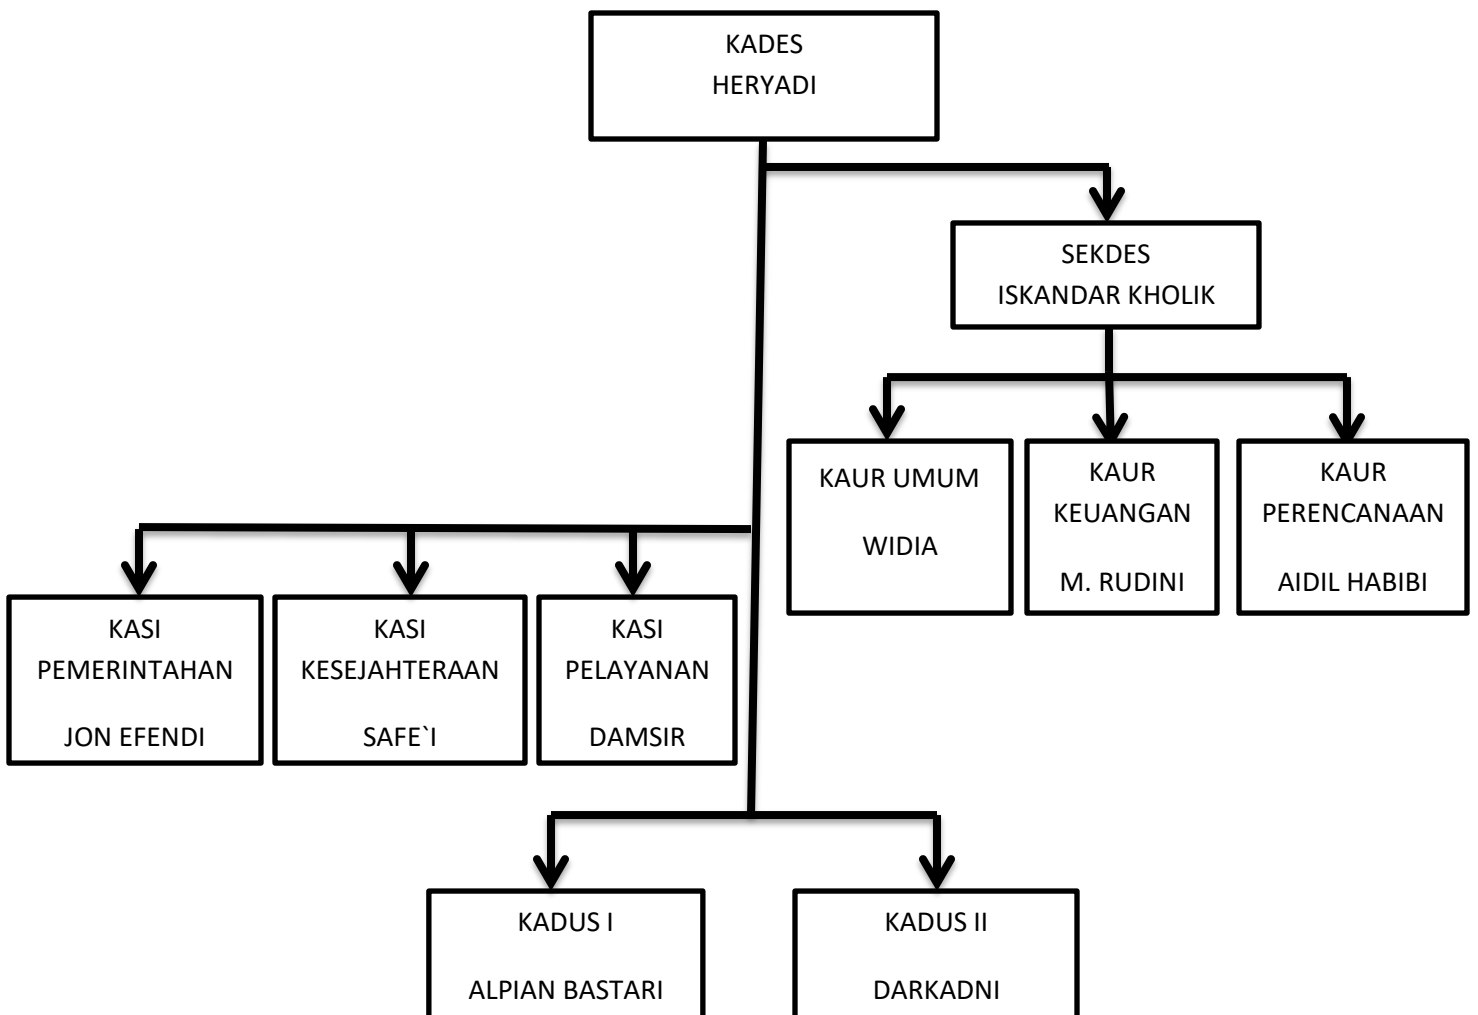 KADES
HERYADI
SEKDES
ISKANDAR KHOLIK
KAUR UMUM
WIDIA
KAUR
KEUANGAN
M. RUDINI
KAUR
PERENCANAAN
AIDIL HABIBI
KASI
PEMERINTAHAN
JON EFENDI
KASI
KESEJAHTERAAN
SAFE`I
KASI
PELAYANAN
DAMSIR
KADUS I
ALPIAN BASTARI
KADUS II
DARKADNI